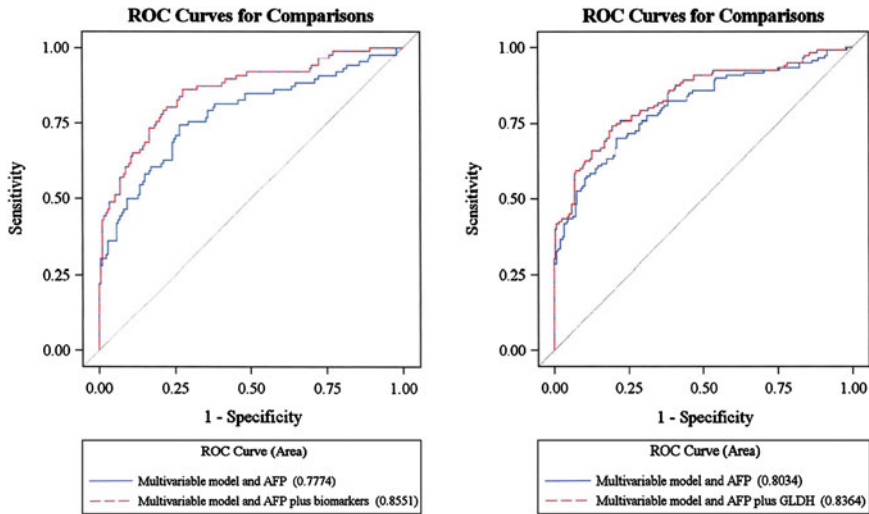 ROC Curves for Comparisons
1.00
0.75
0.50
0.25
0.00
Sensitivity
0.00 0.25 0.50 0.75 1.00
1 - Specificity
ROC Curve (Area)
Multivariable model and AFP (0.7774)
Multivariable model and AFP plus biomarkers (0.8551)
ROC Curves for Comparisons
1.00
0.75
0.50
0.25
0.00
Sensitivity
0.00 0.25 0.50 0.75 1.00
1 - Specificity
ROC Curve (Area)
Multivariable model and AFP (0.8034)
Multivariable model and AFP plus GLDH (0.8364)